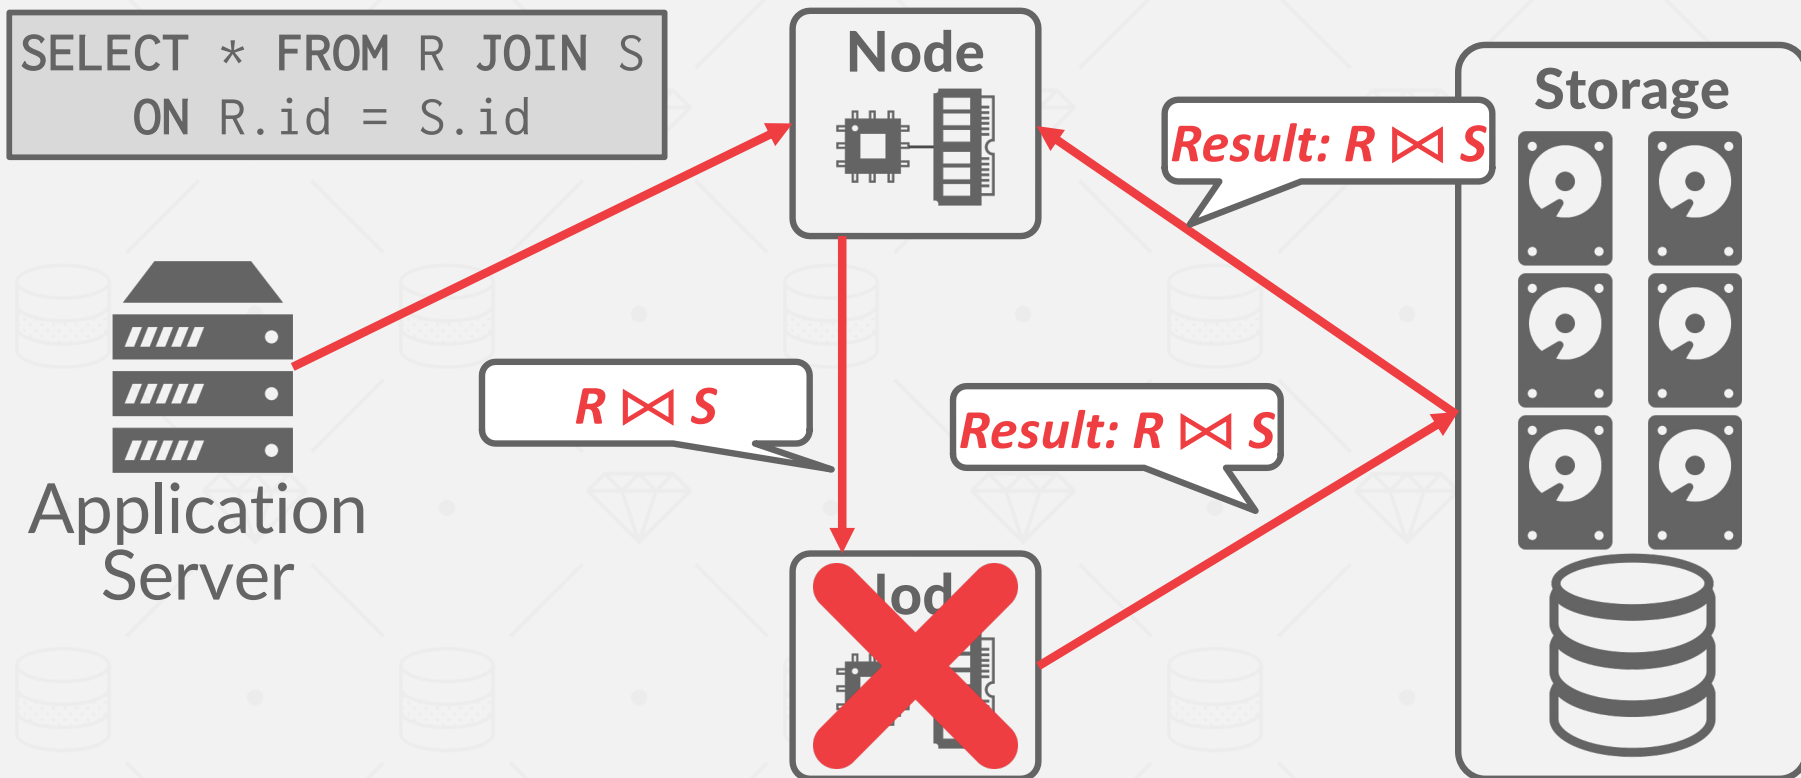 SELECT * FROM R JOIN S
ON R.id = S.id
Node
Storage
Result: R ⋈ S
R ⋈ S
Result: R ⋈ S
Application
Server